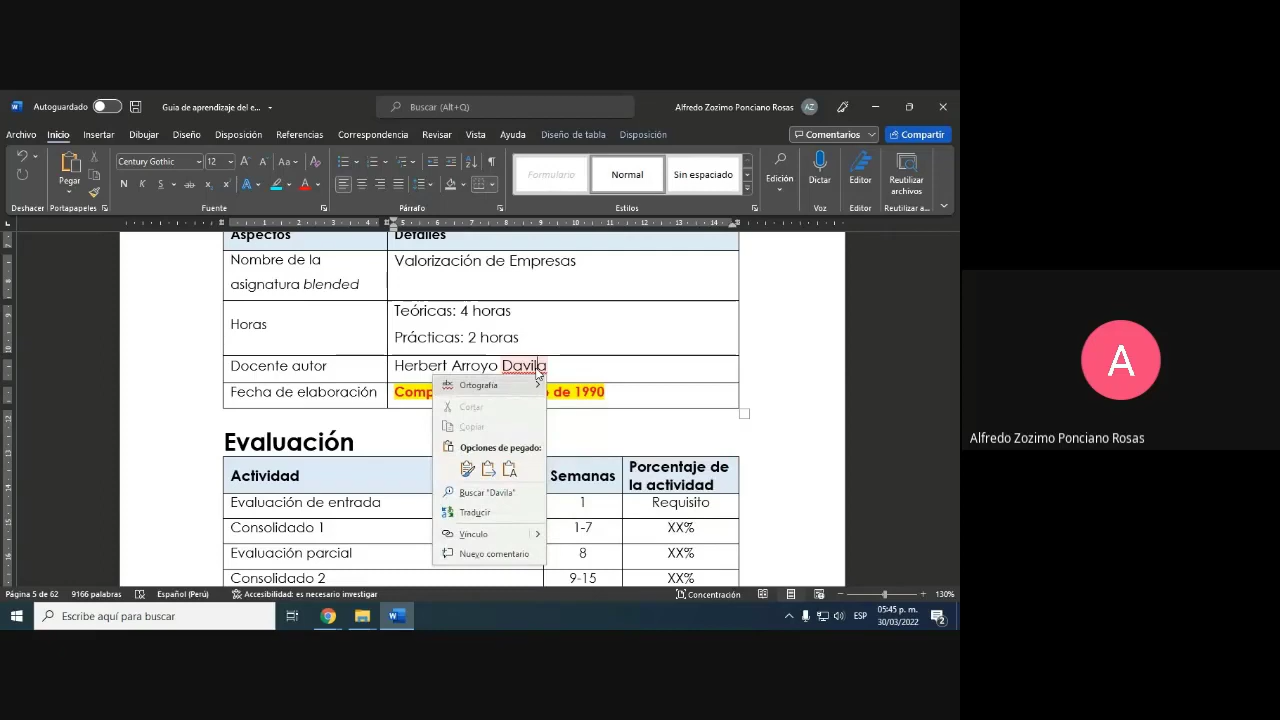 Autoguardado
Guia de aprendizaje del e...
Buscar (Alt+Q)
Alfredo Zozimo Ponciano Rosas
AZ
Archivo Inicio Insertar Dibujar Diseño Disposición Referencias Correspondencia Revisar Vista Ayuda Diseño de tabla Disposición
Comentarios
Compartir
Pegar
Century Gothic
12
N K S
Formulario
Normal
Sin espaciado
Edición
Dictar
Editor
Reutilizar
archivos
Deshacer Portapapeles Fuente Párrafo Estilos Voz Editor Reutilizar a...
Aspectos Detalles
Nombre de la
asignatura blended
Valorización de Empresas
Horas
Teóricas: 4 horas
Prácticas: 2 horas
Docente autor Herbert Arroyo Davila
Fecha de elaboración Comp
de 1990
Ortografía
Cortar
Copiar
Opciones de pegado:
Buscar "Davila"
Traducir
Vínculo
Nuevo comentario
Evaluación
Actividad Semanas Porcentaje de
la actividad
Evaluación de entrada 1 Requisito
Consolidado 1 1-7 XX%
Evaluación parcial 8 XX%
Consolidado 2 9-15 XX%
Página 5 de 62 9166 palabras Español (Perú) Accesibilidad: es necesario investigar Concentración 130%
Escribe aquí para buscar
ESP
05:45 p. m.
30/03/2022
2
A
Alfredo Zozimo Ponciano Rosas